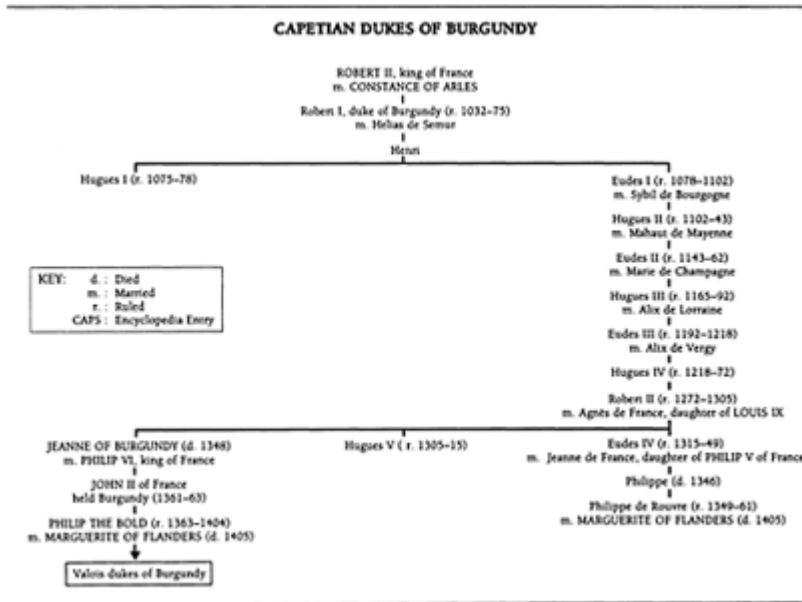 CAPETIAN DUKES OF BURGUNDY
ROBERT II, king of France
m. CONSTANCE OF ARLES
Robert I, duke of Burgundy (r. 1032–75)
m. Helias de Semur
Henri
Hugues I (r. 1075–78)
Eudes I (r. 1078–1102)
m. Sybil de Bourgogne
Hugues II (r. 1102–43)
m. Mahaut de Mayenne
Eudes II (r. 1143–62)
m. Marie de Champagne
Hugues III (r. 1165–92)
m. Alix de Lorraine
Eudes III (r. 1192–1218)
m. Alix de Vergy
Hugues IV (r. 1218–72)
Robert II (r. 1272–1305)
m. Agnès de France, daughter of LOUIS IX
KEY: d. : Died
m. : Married
r. : Ruled
CAPS : Encyclopedia Entry
JEANNE OF BURGUNDY (d. 1348)
m. PHILIP VI, king of France
JOHN II of France
held Burgundy (1361–63)
PHILIP THE BOLD (r. 1363–1404)
m. MARGUERITE OF FLANDERS (d. 1405)
Valois dukes of Burgundy
Hugues V ( r. 1305–15)
Eudes IV (r. 1315–49)
m. Jeanne de France, daughter of PHILIP V of France
Philippe (d. 1346)
Philippe de Rouvre (r. 1349–61)
m. MARGUERITE OF FLANDERS (d. 1405)